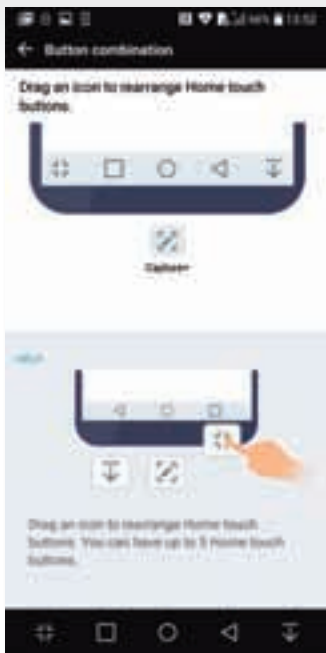 Button combination
Drag an icon to rearrange Home touch
buttons.
Capture+
HELP
Drag an icon to rearrange Home touch
buttons. You can have up to 5 Home touch
buttons.